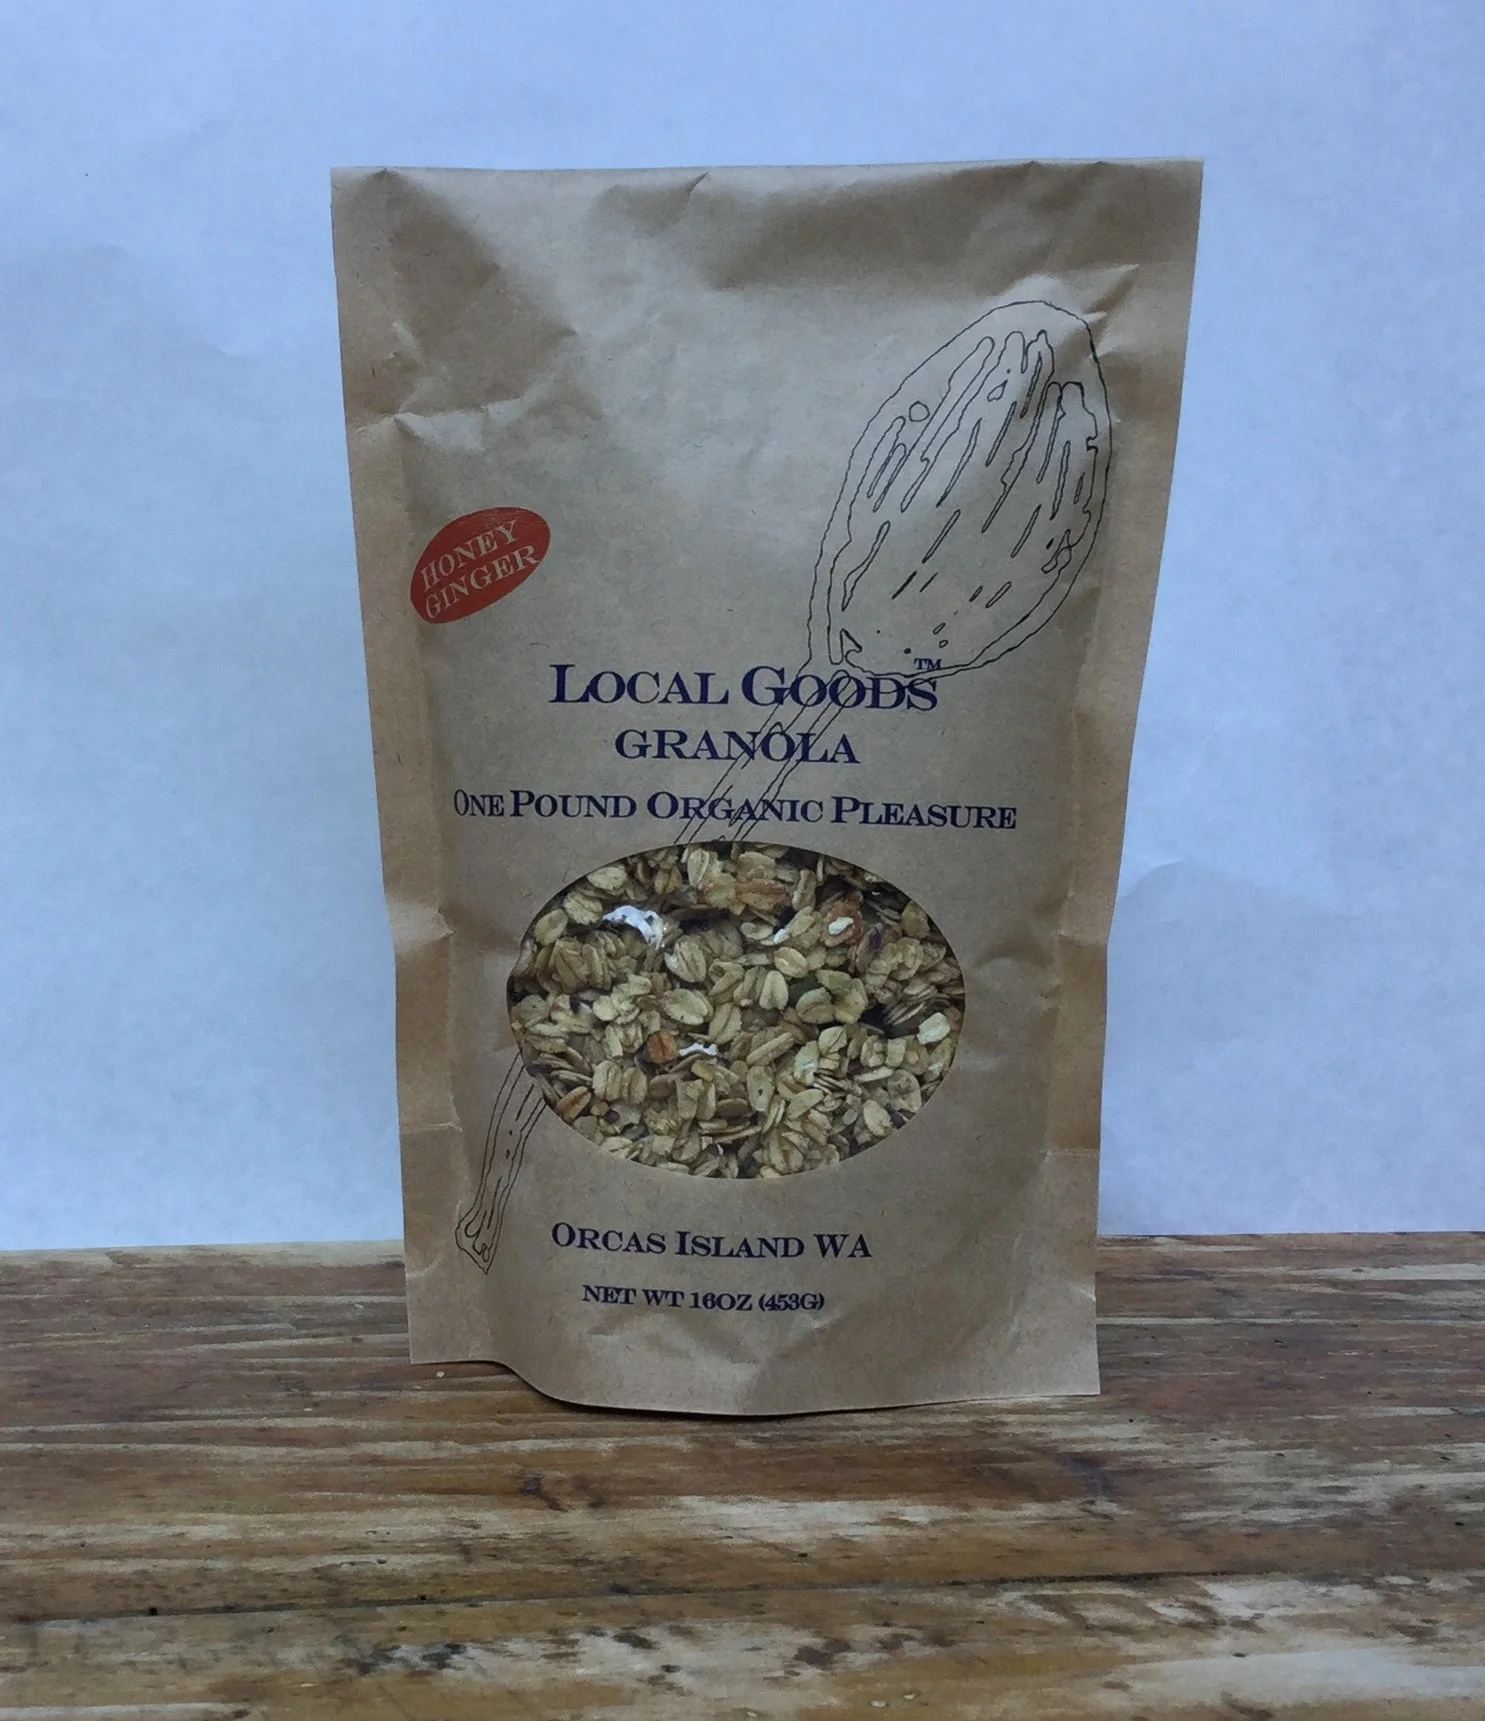 HONEY
GINGER
LOCAL GOODS™
GRANOLA
ONE POUND ORGANIC PLEASURE
ORCAS ISLAND WA
NET WT 16OZ (453G)